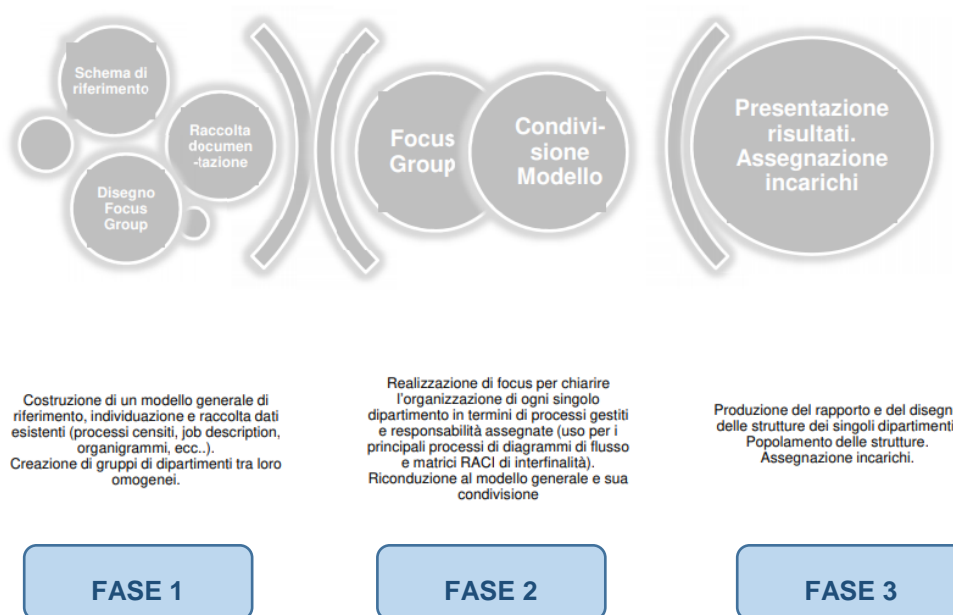 Schema di
riferimento
Raccolta
documen
-tazione
Disegno
Focus
Group
Focus
Group
Condivi-
sione
Modello
Presentazione
risultati.
Assegnazione
incarichi
Costruzione di un modello generale di
riferimento, individuazione e raccolta dati
esistenti (processi censiti, job description,
organigrammi, ecc..).
Creazione di gruppi di dipartimenti tra loro
omogenei.
Realizzazione di focus per chiarire
l'organizzazione di ogni singolo
dipartimento in termini di processi gestiti
e responsabilità assegnate (uso per i
principali processi di diagrammi di flusso
e matrici RACI di interfinalità).
Riconduzione al modello generale e sua
condivisione
Produzione del rapporto e del disegn
delle strutture dei singoli dipartimenti
Popolamento delle strutture.
Assegnazione incarichi.
FASE 1
FASE 2
FASE 3